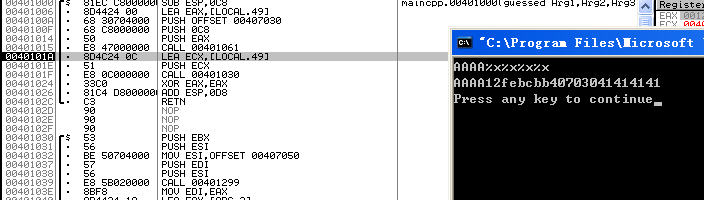 00401000 $ 81EC C8000000 SUB ESP,0C8 maincpp.00401000(guessed Arg1,Arg2,Arg3
00401006 . 8D4424 00 LEA EAX,[LOCAL.49]
0040100A . 68 30704000 PUSH OFFSET 00407030
0040100F . 68 C8000000 PUSH 0C8
00401014 . 50 PUSH EAX
00401015 . E8 47000000 CALL 00401061
0040101A . 8D4C24 0C LEA ECX,[LOCAL.49]
0040101E . 51 PUSH ECX
0040101F . E8 0C000000 CALL 00401030
00401024 . 33C0 XOR EAX,EAX
00401026 . 81C4 D8000000 ADD ESP,0D8
0040102C . C3 RETN
0040102D 90 NOP
0040102E 90 NOP
0040102F 90 NOP
00401030 $ 53 PUSH EBX
00401031 . 56 PUSH ESI
00401032 . BE 50704000 MOV ESI,OFFSET 00407050
00401037 . 57 PUSH EDI
00401038 . 56 PUSH ESI
00401039 . E8 5B020000 CALL 00401299
0040103E . 8BF8 MOV EDI,EAX
Register
"C:\Program Files\Microsoft
AAAA%x%x%x%x
AAAA12febcbb40703041414141
Press any key to continue_